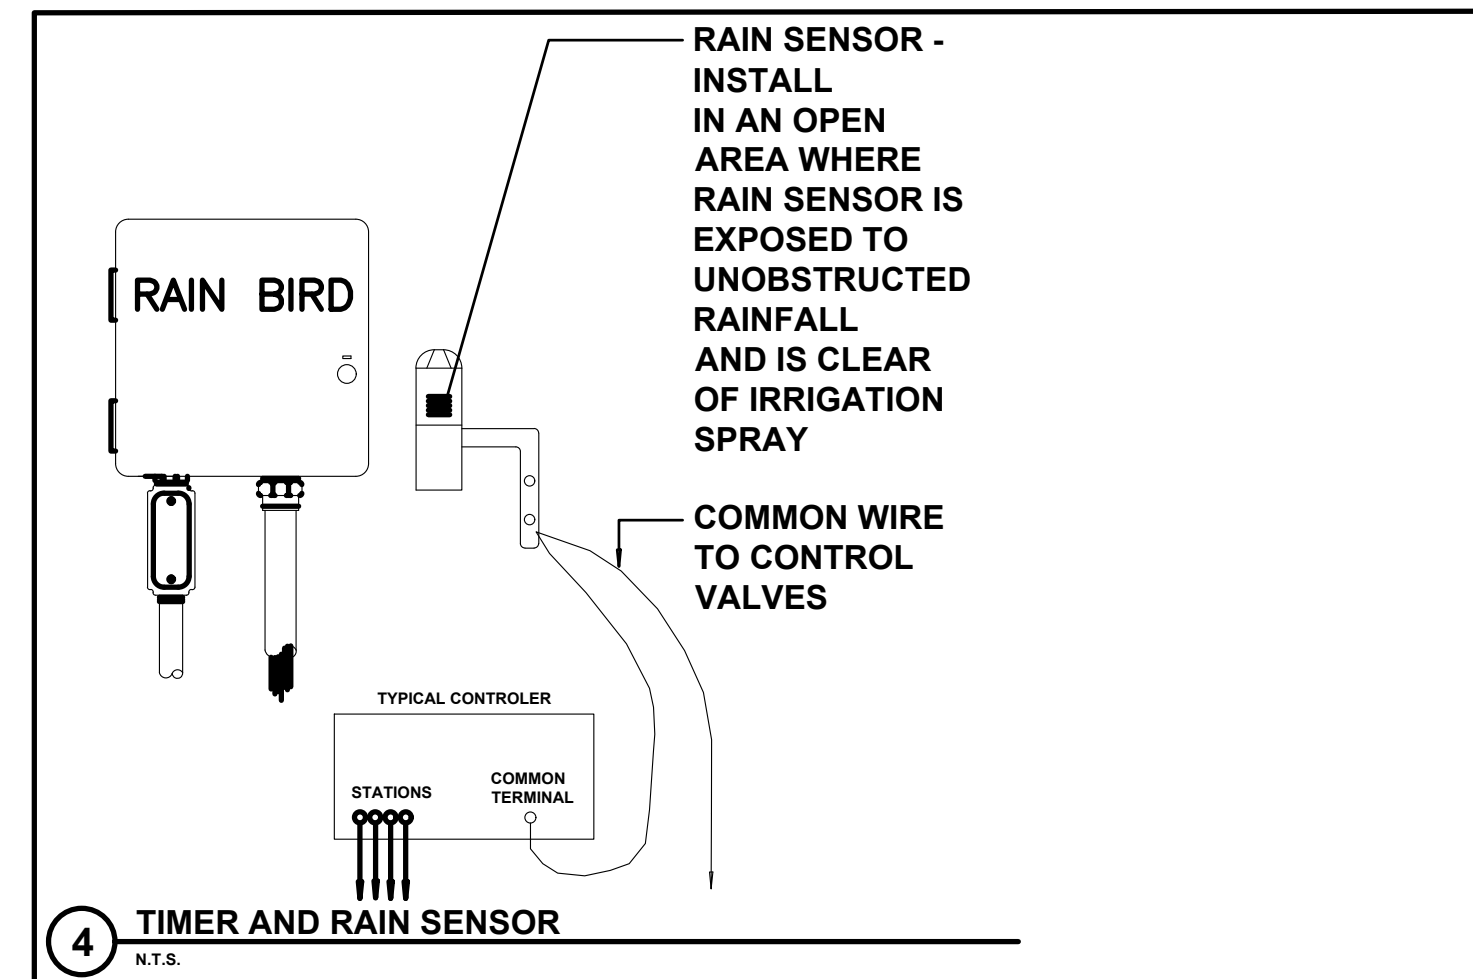 RAIN SENSOR -
INSTALL
IN AN OPEN
AREA WHERE
RAIN SENSOR IS
EXPOSED TO
UNOBSTRUCTED
RAINFALL
AND IS CLEAR
OF IRRIGATION
SPRAY
RAIN BIRD
COMMON WIRE
TO CONTROL
VALVES
TYPICAL CONTROLER
STATIONS
COMMON
TERMINAL
4
TIMER AND RAIN SENSOR
N.T.S.